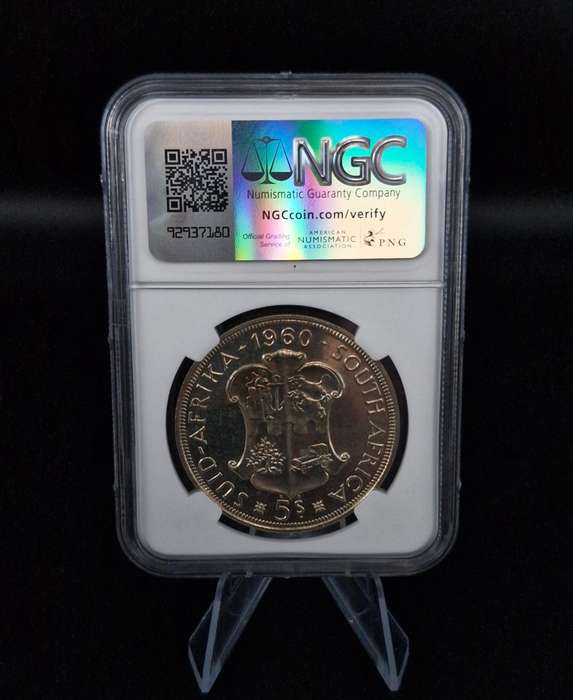 NGC
Numismatic Guaranty Company
NGCcoin.com/verify
92937180
Official Grading
Service of
AMERICAN
NUMISMATIC
ASSOCIATION
PNG
SUID-AFRIKA · 1960 · SOUTH AFRICA
5S